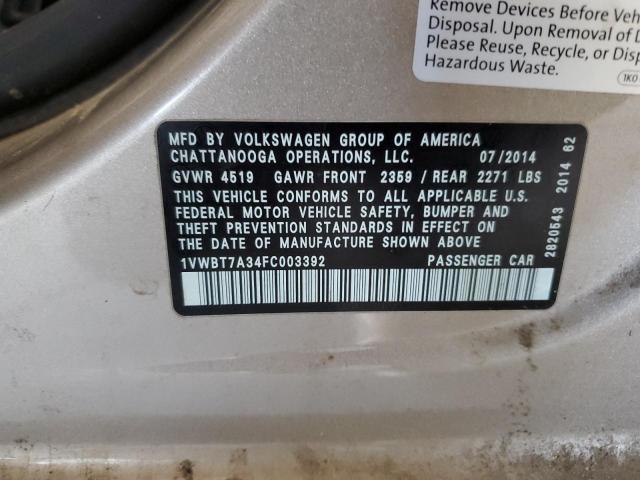 Remove Devices Before Vehi
Disposal. Upon Removal of D
Please Reuse, Recycle, or Disp
Hazardous Waste.
1K0
MFD BY VOLKSWAGEN GROUP OF AMERICA
CHATTANOOGA OPERATIONS, LLC. 07/2014
GVWR 4519 GAWR FRONT 2359 / REAR 2271 LBS
THIS VEHICLE CONFORMS TO ALL APPLICABLE U.S.
FEDERAL MOTOR VEHICLE SAFETY, BUMPER AND
THEFT PREVENTION STANDARDS IN EFFECT ON
THE DATE OF MANUFACTURE SHOWN ABOVE
1VWBT7A34FC003392 PASSENGER CAR
2820543 2014 62